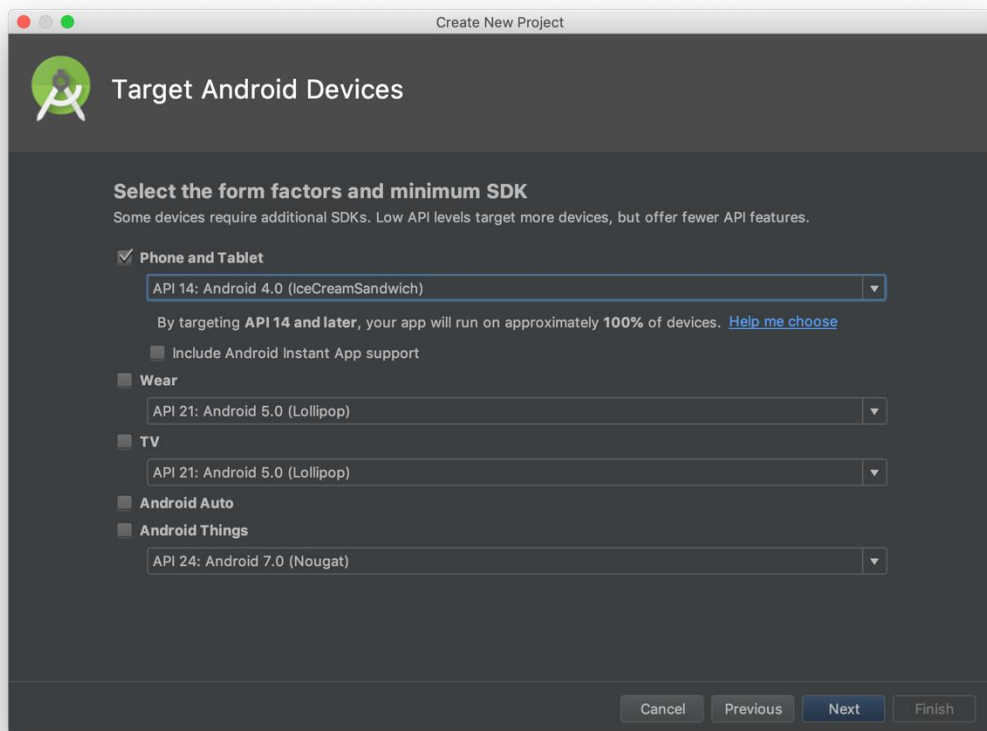 Create New Project
Target Android Devices
Select the form factors and minimum SDK
Some devices require additional SDKs. Low API levels target more devices, but offer fewer API features.
Phone and Tablet
API 14: Android 4.0 (IceCreamSandwich)
By targeting API 14 and later, your app will run on approximately 100% of devices. Help me choose
Include Android Instant App support
Wear
API 21: Android 5.0 (Lollipop)
TV
API 21: Android 5.0 (Lollipop)
Android Auto
Android Things
API 24: Android 7.0 (Nougat)
Cancel Previous Next Finish